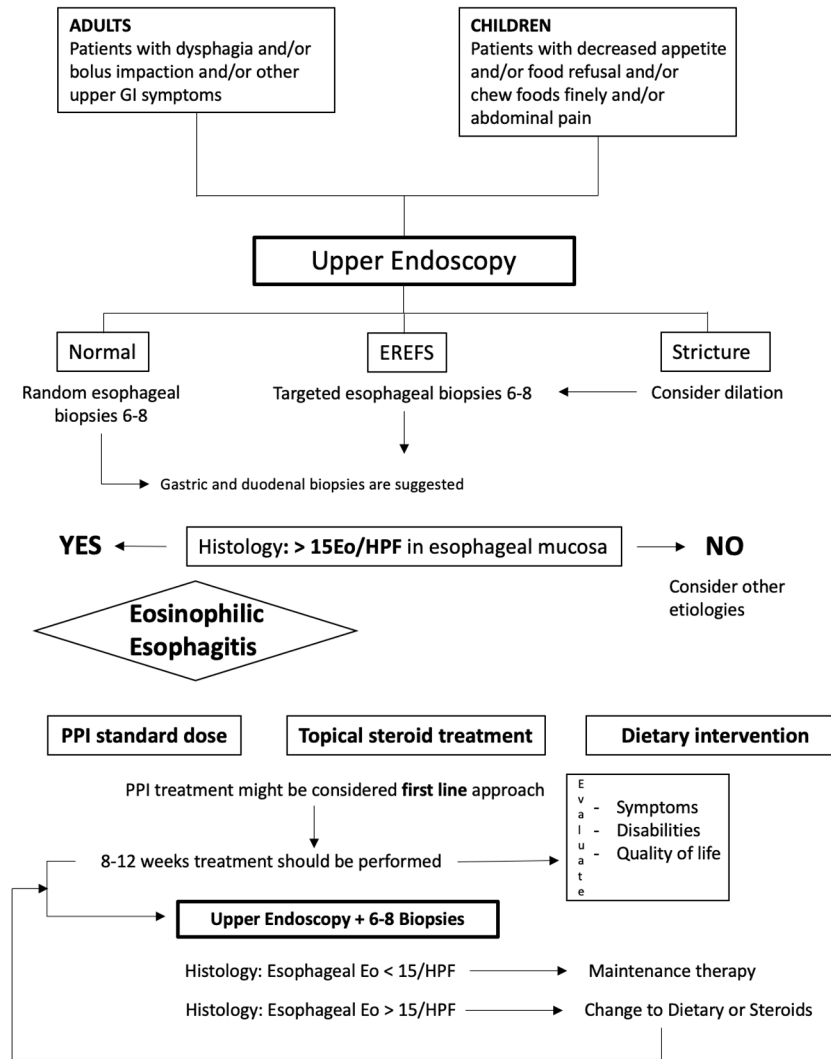 ADULTS
Patients with dysphagia and/or
bolus impaction and/or other
upper GI symptoms
CHILDREN
Patients with decreased appetite
and/or food refusal and/or
chew foods finely and/or
abdominal pain
Upper Endoscopy
Normal
EREFS
Stricture
Random esophageal
biopsies 6-8
Targeted esophageal biopsies 6-8
Consider dilation
Gastric and duodenal biopsies are suggested
YES
Histology: > 15Eo/HPF in esophageal mucosa
NO
Consider other
etiologies
Eosinophilic
Esophagitis
PPI standard dose
Topical steroid treatment
Dietary intervention
PPI treatment might be considered first line approach
8-12 weeks treatment should be performed
Evaluate
- Symptoms
- Disabilities
- Quality of life
Upper Endoscopy + 6-8 Biopsies
Histology: Esophageal Eo < 15/HPF
Maintenance therapy
Histology: Esophageal Eo > 15/HPF
Change to Dietary or Steroids